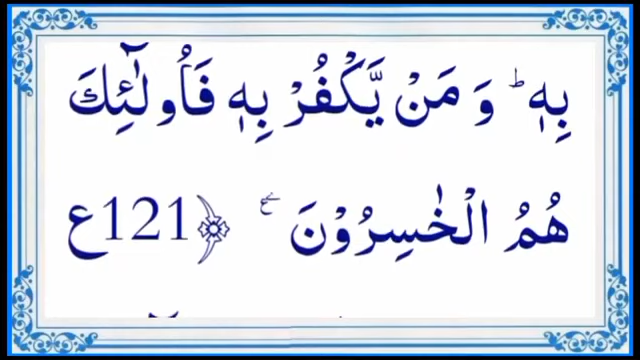 بِهٖ ؕ وَ مَنْ يَّكْفُرْ بِهٖ فَاُولٰٓئِكَ
هُمُ الْخٰسِرُوْنَ ۠ ﴿121ع